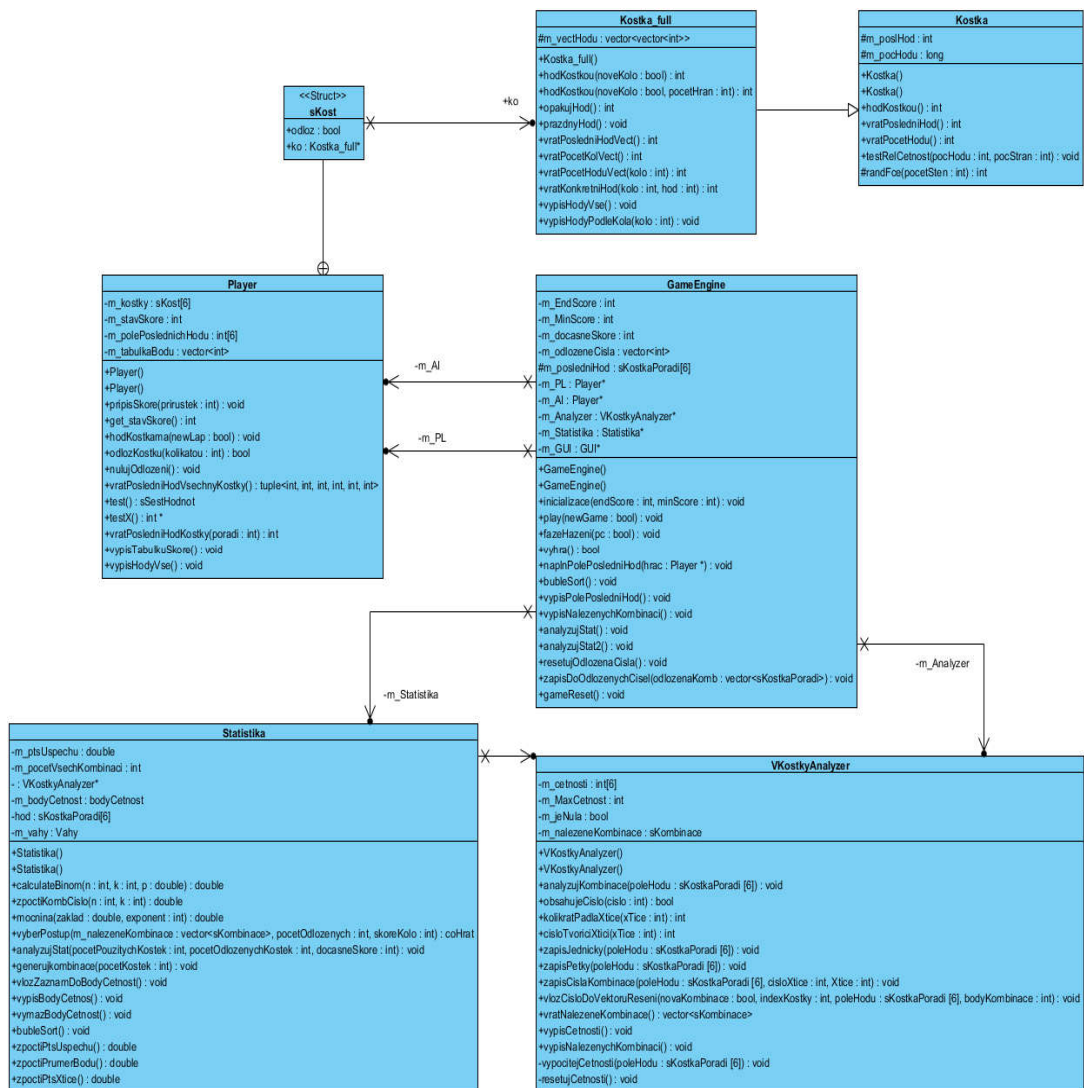 Kostka_full
#m_vectHodu : vector<vector<int>>
+Kostka_full()
+hodKostkou(noveKolo : bool) : int
+hodKostkou(noveKolo : bool, pocetHran : int) : int
+opakujHod() : int
+prazdnyHod() : void
+vratPosledniHodVect() : int
+vratPocetKolVect() : int
+vratPocetHoduVect(kolo : int) : int
+vratKonkretniHod(kolo : int, hod : int) : int
+vypisHodyVse() : void
+vypisHodyPodleKola(kolo : int) : void
Kostka
#m_poslHod : int
#m_pocHodu : long
+Kostka()
+Kostka()
+hodKostkou() : int
+vratPosledniHod() : int
+vratPocetHodu() : int
+testRelCetnost(pocHodu : int, pocStran : int) : void
#randFce(pocetSten : int) : int
<<Struct>>
sKost
+odloz : bool
+ko : Kostka_full*
+ko
Player
-m_kostky : sKost[6]
-m_stavSkore : int
-m_polePoslednichHodu : int[6]
-m_tabulkaBodu : vector<int>
+Player()
+Player()
+pripisSkore(prirustek : int) : void
+get_stavSkore() : int
+hodKostkama(newLap : bool) : void
+odlozKostku(kolikatou : int) : bool
+nulujOdlozeni() : void
+vratPosledniHodVsechnyKostky() : tuple<int, int, int, int, int, int>
+test() : sSestHodnot
+testX() : int *
+vratPosledniHodKostky(poradi : int) : int
+vypisTabulkuSkore() : void
+vypisHodyVse() : void
-m_AI
-m_PL
GameEngine
-m_EndScore : int
-m_MinScore : int
-m_docasneSkore : int
-m_odlozeneCisla : vector<int>
#m_posledniHod : sKostkaPoradi[6]
-m_PL : Player*
-m_AI : Player*
-m_Analyzer : VKostkyAnalyzer*
-m_Statistika : Statistika*
-m_GUI : GUI*
+GameEngine()
+GameEngine()
+inicializace(endScore : int, minScore : int) : void
+play(newGame : bool) : void
+fazeHazeni(pc : bool) : void
+vyhra() : bool
+naplnPolePosledniHod(hrac : Player *) : void
+bubleSort() : void
+vypisPolePosledniHod() : void
+vypisNalezenychKombinaci() : void
+analyzujStat() : void
+analyzujStat2() : void
+resetujOdlozenaCisla() : void
+zapisDoOdlozenychCisel(odlozenaKomb : vector<sKostkaPoradi>) : void
+gameReset() : void
-m_Statistika
-m_Analyzer
Statistika
-m_ptsUspechu : double
-m_pocetVsechKombinaci : int
- : VKostkyAnalyzer*
-m_bodyCetnost : bodyCetnost
-hod : sKostkaPoradi[6]
-m_vahy : Vahy
+Statistika()
+Statistika()
+calculateBinom(n : int, k : int, p : double) : double
+zpoctiKombCislo(n : int, k : int) : double
+mocnina(zaklad : double, exponent : int) : double
+vyberPostup(m_nalezeneKombinace : vector<sKombinace>, pocetOdlozenych : int, skoreKolo : int) : coHrat
+analyzujStat(pocetPouzitychKostek : int, pocetOdlozenychKostek : int, docasneSkore : int) : void
+generujkombinace(pocetKostek : int) : void
+vlozZaznamDoBodyCetnost() : void
+vypisBodyCetnos() : void
+vymazBodyCetnost() : void
+bubleSort() : void
+zpoctiPtsUspechu() : double
+zpoctiPrumerBodu() : double
+zpoctiPtsXtice() : double
VKostkyAnalyzer
-m_cetnosti : int[6]
-m_MaxCetnost : int
-m_jeNula : bool
-m_nalezeneKombinace : sKombinace
+VKostkyAnalyzer()
+VKostkyAnalyzer()
+analyzujKombinace(poleHodu : sKostkaPoradi [6]) : void
+obsahujeCislo(cislo : int) : bool
+kolikratPadlaXtice(xTice : int) : int
+cisloTvoriciXtici(xTice : int) : int
+zapisJednicky(poleHodu : sKostkaPoradi [6]) : void
+zapisPetky(poleHodu : sKostkaPoradi [6]) : void
+zapisCislaKombinace(poleHodu : sKostkaPoradi [6], cisloXtice : int, Xtice : int) : void
+vlozCisloDoVektoruReseni(novaKombinace : bool, indexKostky : int, poleHodu : sKostkaPoradi [6], bodyKombinace : int) : void
+vratNalezeneKombinace() : vector<sKombinace>
+vypisCetnosti() : void
+vypisNalezenychKombinaci() : void
-vypocitejCetnosti(poleHodu : sKostkaPoradi [6]) : void
-resetujCetnosti() : void